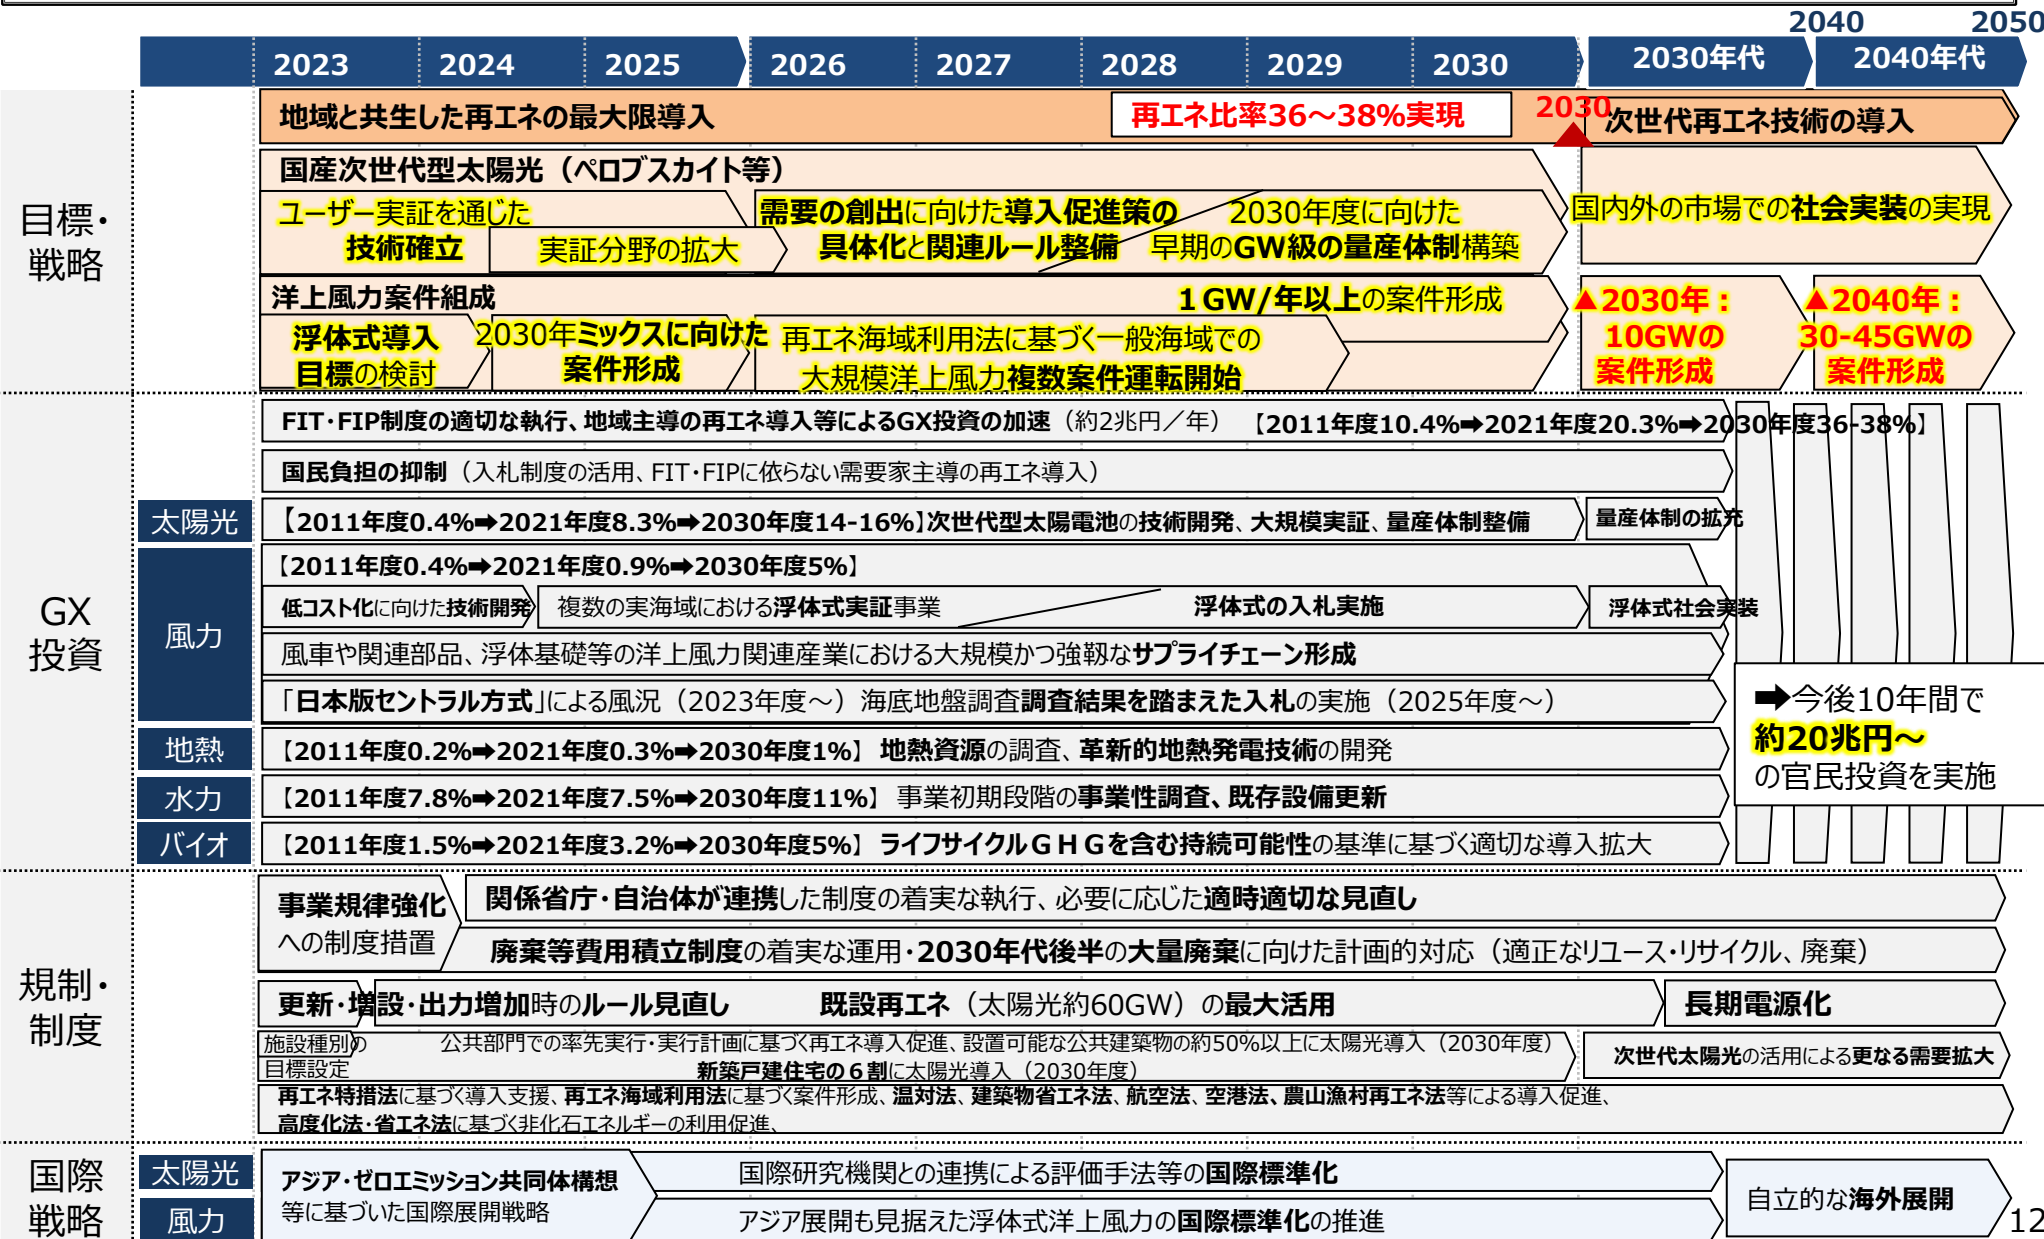 2040 2050
2023 2024 2025 2026 2027 2028 2029 2030 2030年代 2040年代
目標・
戦略
地域と共生した再エネの最大限導入
再エネ比率36～38%実現
2030
次世代再エネ技術の導入
国産次世代型太陽光（ペロブスカイト等）
ユーザー実証を通じた
技術確立
実証分野の拡大
需要の創出に向けた導入促進策の
具体化と関連ルール整備
2030年度に向けた
早期のGW級の量産体制構築
国内外の市場での社会実装の実現
洋上風力案件組成
１GW/年以上の案件形成
浮体式導入
目標の検討
2030年ミックスに向けた
案件形成
再エネ海域利用法に基づく一般海域での
大規模洋上風力複数案件運転開始
▲2030年：
10GWの
案件形成
▲2040年：
30-45GWの
案件形成
GX
投資
FIT・FIP制度の適切な執行、地域主導の再エネ導入等によるGX投資の加速（約2兆円／年）【2011年度10.4%➡2021年度20.3%➡2030年度36-38%】
国民負担の抑制（入札制度の活用、FIT・FIPに依らない需要家主導の再エネ導入）
太陽光
【2011年度0.4%➡2021年度8.3%➡2030年度14-16%】次世代型太陽電池の技術開発、大規模実証、量産体制整備
量産体制の拡充
風力
【2011年度0.4%➡2021年度0.9%➡2030年度5%】
低コスト化に向けた技術開発
複数の実海域における浮体式実証事業
浮体式の入札実施
浮体式社会実装
風車や関連部品、浮体基礎等の洋上風力関連産業における大規模かつ強靱なサプライチェーン形成
「日本版セントラル方式」による風況（2023年度～）海底地盤調査調査結果を踏まえた入札の実施（2025年度～）
地熱
【2011年度0.2%➡2021年度0.3%➡2030年度1%】地熱資源の調査、革新的地熱発電技術の開発
水力
【2011年度7.8%➡2021年度7.5%➡2030年度11%】事業初期段階の事業性調査、既存設備更新
バイオ
【2011年度1.5%➡2021年度3.2%➡2030年度5%】ライフサイクルＧＨＧを含む持続可能性の基準に基づく適切な導入拡大
➡今後10年間で
約20兆円～
の官民投資を実施
規制・
制度
事業規律強化
への制度措置
関係省庁・自治体が連携した制度の着実な執行、必要に応じた適時適切な見直し
廃棄等費用積立制度の着実な運用・2030年代後半の大量廃棄に向けた計画的対応（適正なリユース・リサイクル、廃棄）
更新・増設・出力増加時のルール見直し
既設再エネ（太陽光約60GW）の最大活用
長期電源化
施設種別の
目標設定
公共部門での率先実行・実行計画に基づく再エネ導入促進、設置可能な公共建築物の約50%以上に太陽光導入（2030年度）
新築戸建住宅の６割に太陽光導入（2030年度）
次世代太陽光の活用による更なる需要拡大
再エネ特措法に基づく導入支援、再エネ海域利用法に基づく案件形成、温対法、建築物省エネ法、航空法、空港法、農山漁村再エネ法等による導入促進、
高度化法・省エネ法に基づく非化石エネルギーの利用促進、
国際
戦略
太陽光
風力
アジア・ゼロエミッション共同体構想
等に基づいた国際展開戦略
国際研究機関との連携による評価手法等の国際標準化
アジア展開も見据えた浮体式洋上風力の国際標準化の推進
自立的な海外展開
12